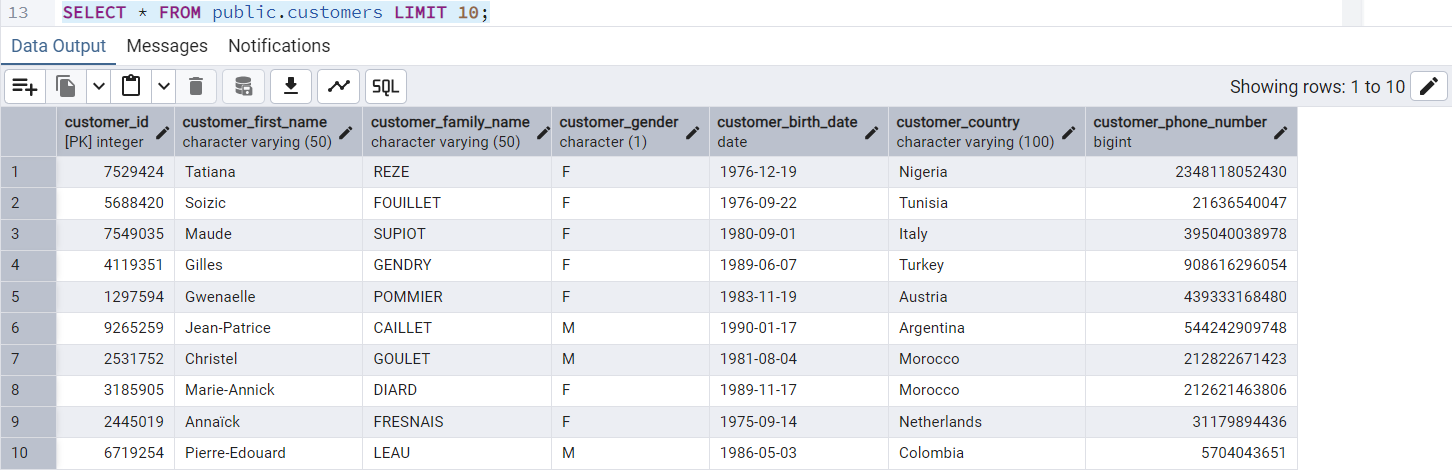 13 SELECT * FROM public.customers LIMIT 10;
Data Output Messages Notifications
SQL Showing rows: 1 to 10
customer_id customer_first_name customer_family_name customer_gender customer_birth_date customer_country customer_phone_number
[PK] integer character varying (50) character varying (50) character (1) date character varying (100) bigint
1 7529424 Tatiana REZE F 1976-12-19 Nigeria 2348118052430
2 5688420 Soizic FOUILLET F 1976-09-22 Tunisia 21636540047
3 7549035 Maude SUPIOT F 1980-09-01 Italy 395040038978
4 4119351 Gilles GENDRY F 1989-06-07 Turkey 908616296054
5 1297594 Gwenaelle POMMIER F 1983-11-19 Austria 439333168480
6 9265259 Jean-Patrice CAILLET M 1990-01-17 Argentina 544242909748
7 2531752 Christel GOULET M 1981-08-04 Morocco 212822671423
8 3185905 Marie-Annick DIARD F 1989-11-17 Morocco 212621463806
9 2445019 Annaïck FRESNAIS F 1975-09-14 Netherlands 31179894436
10 6719254 Pierre-Edouard LEAU M 1986-05-03 Colombia 5704043651